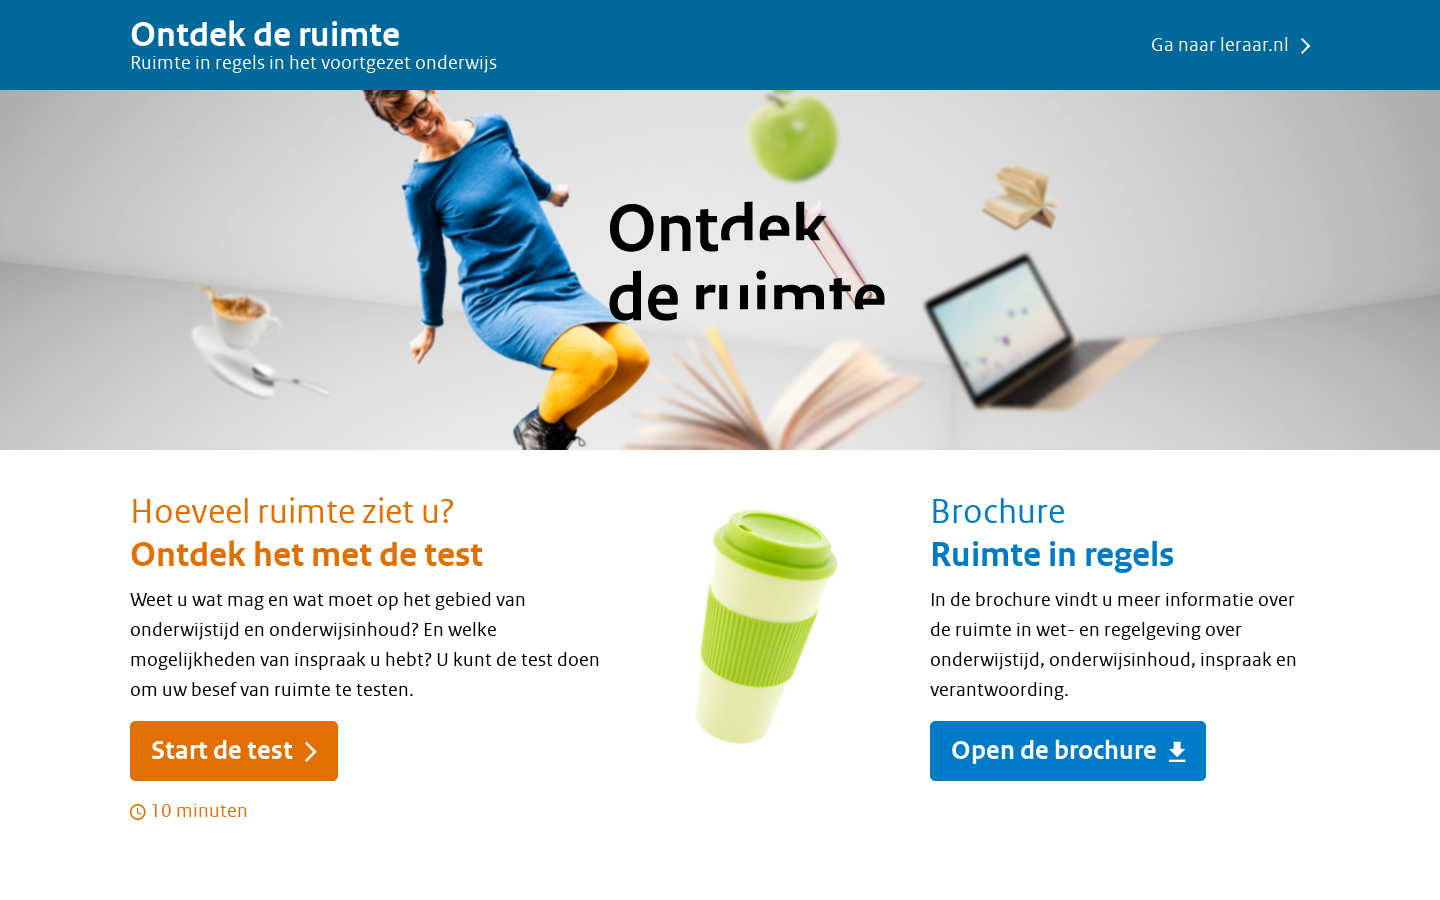 Ontdek de ruimte
Ruimte in regels in het voortgezet onderwijs
Ga naar leraar.nl
Ontdek
de ruimte
Hoeveel ruimte ziet u?
Ontdek het met de test
Weet u wat mag en wat moet op het gebied van
onderwijstijd en onderwijsinhoud? En welke
mogelijkheden van inspraak u hebt? U kunt de test doen
om uw besef van ruimte te testen.
Start de test
10 minuten
Brochure
Ruimte in regels
In de brochure vindt u meer informatie over
de ruimte in wet- en regelgeving over
onderwijstijd, onderwijsinhoud, inspraak en
verantwoording.
Open de brochure